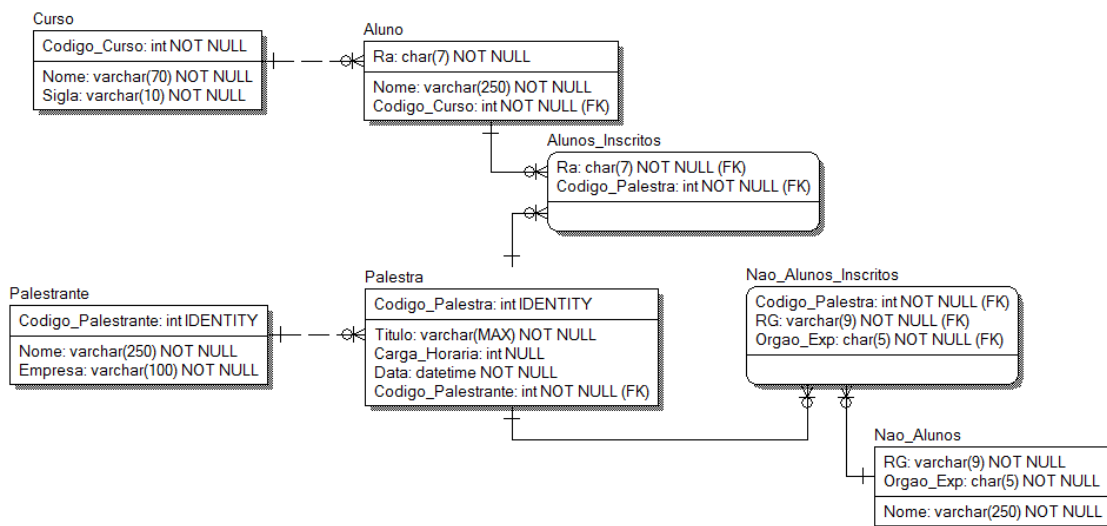 Curso
Codigo_Curso: int NOT NULL
Nome: varchar(70) NOT NULL
Sigla: varchar(10) NOT NULL
Aluno
Ra: char(7) NOT NULL
Nome: varchar(250) NOT NULL
Codigo_Curso: int NOT NULL (FK)
Alunos_Inscritos
Ra: char(7) NOT NULL (FK)
Codigo_Palestra: int NOT NULL (FK)
Palestrante
Codigo_Palestrante: int IDENTITY
Nome: varchar(250) NOT NULL
Empresa: varchar(100) NOT NULL
Palestra
Codigo_Palestra: int IDENTITY
Titulo: varchar(MAX) NOT NULL
Carga_Horaria: int NULL
Data: datetime NOT NULL
Codigo_Palestrante: int NOT NULL (FK)
Nao_Alunos_Inscritos
Codigo_Palestra: int NOT NULL (FK)
RG: varchar(9) NOT NULL (FK)
Orgao_Exp: char(5) NOT NULL (FK)
Nao_Alunos
RG: varchar(9) NOT NULL
Orgao_Exp: char(5) NOT NULL
Nome: varchar(250) NOT NULL